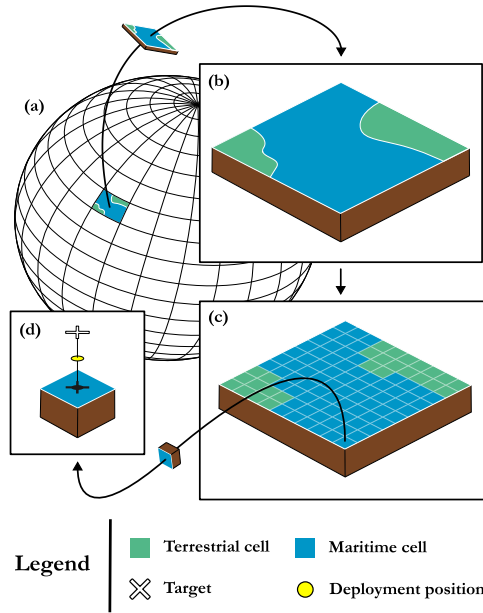 (a)
(b)
(c)
(d)
Legend
Terrestrial cell
Maritime cell
Target
Deployment position